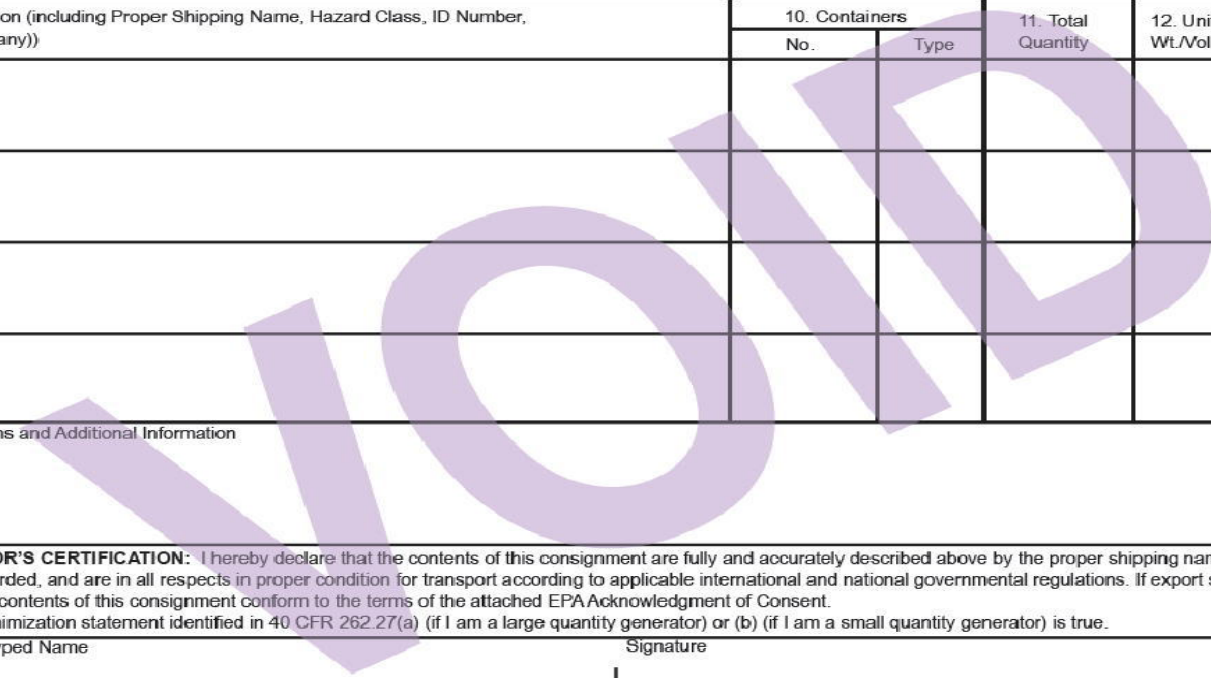 on (including Proper Shipping Name, Hazard Class, ID Number,
any))
10. Containers
No.
Type
11. Total
Quantity
12. Uni
Wt./Vol
ns and Additional Information
OR'S CERTIFICATION: I hereby declare that the contents of this consignment are fully and accurately described above by the proper shipping nam
rded, and are in all respects in proper condition for transport according to applicable international and national governmental regulations. If export s
contents of this consignment conform to the terms of the attached EPA Acknowledgment of Consent.
imization statement identified in 40 CFR 262.27(a) (if I am a large quantity generator) or (b) (if I am a small quantity generator) is true.
yped Name
Signature
VOID